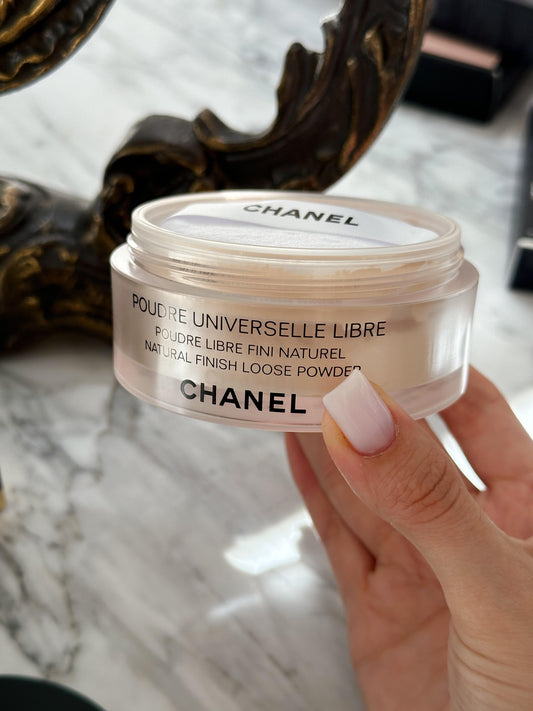 CHANEL
POUDRE UNIVERSELLE LIBRE
POUDRE LIBRE FINI NATUREL
NATURAL FINISH LOOSE POWDER
CHANEL